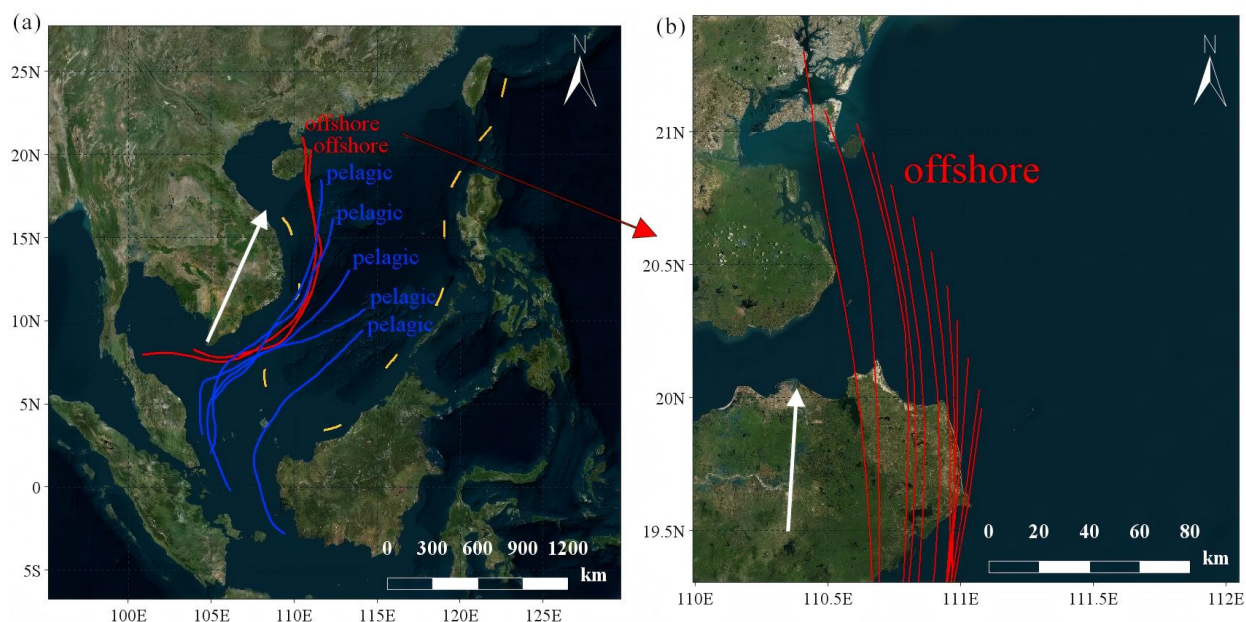 (a)
N
25N
20N
15N
10N
5N
0
5S
offshore
offshore
pelagic
pelagic
pelagic
pelagic
pelagic
0 300 600 900 1200
km
100E 105E 110E 115E 120E 125E
(b)
N
21N
20.5N
20N
19.5N
offshore
0 20 40 60 80
km
110E 110.5E 111E 111.5E 112E